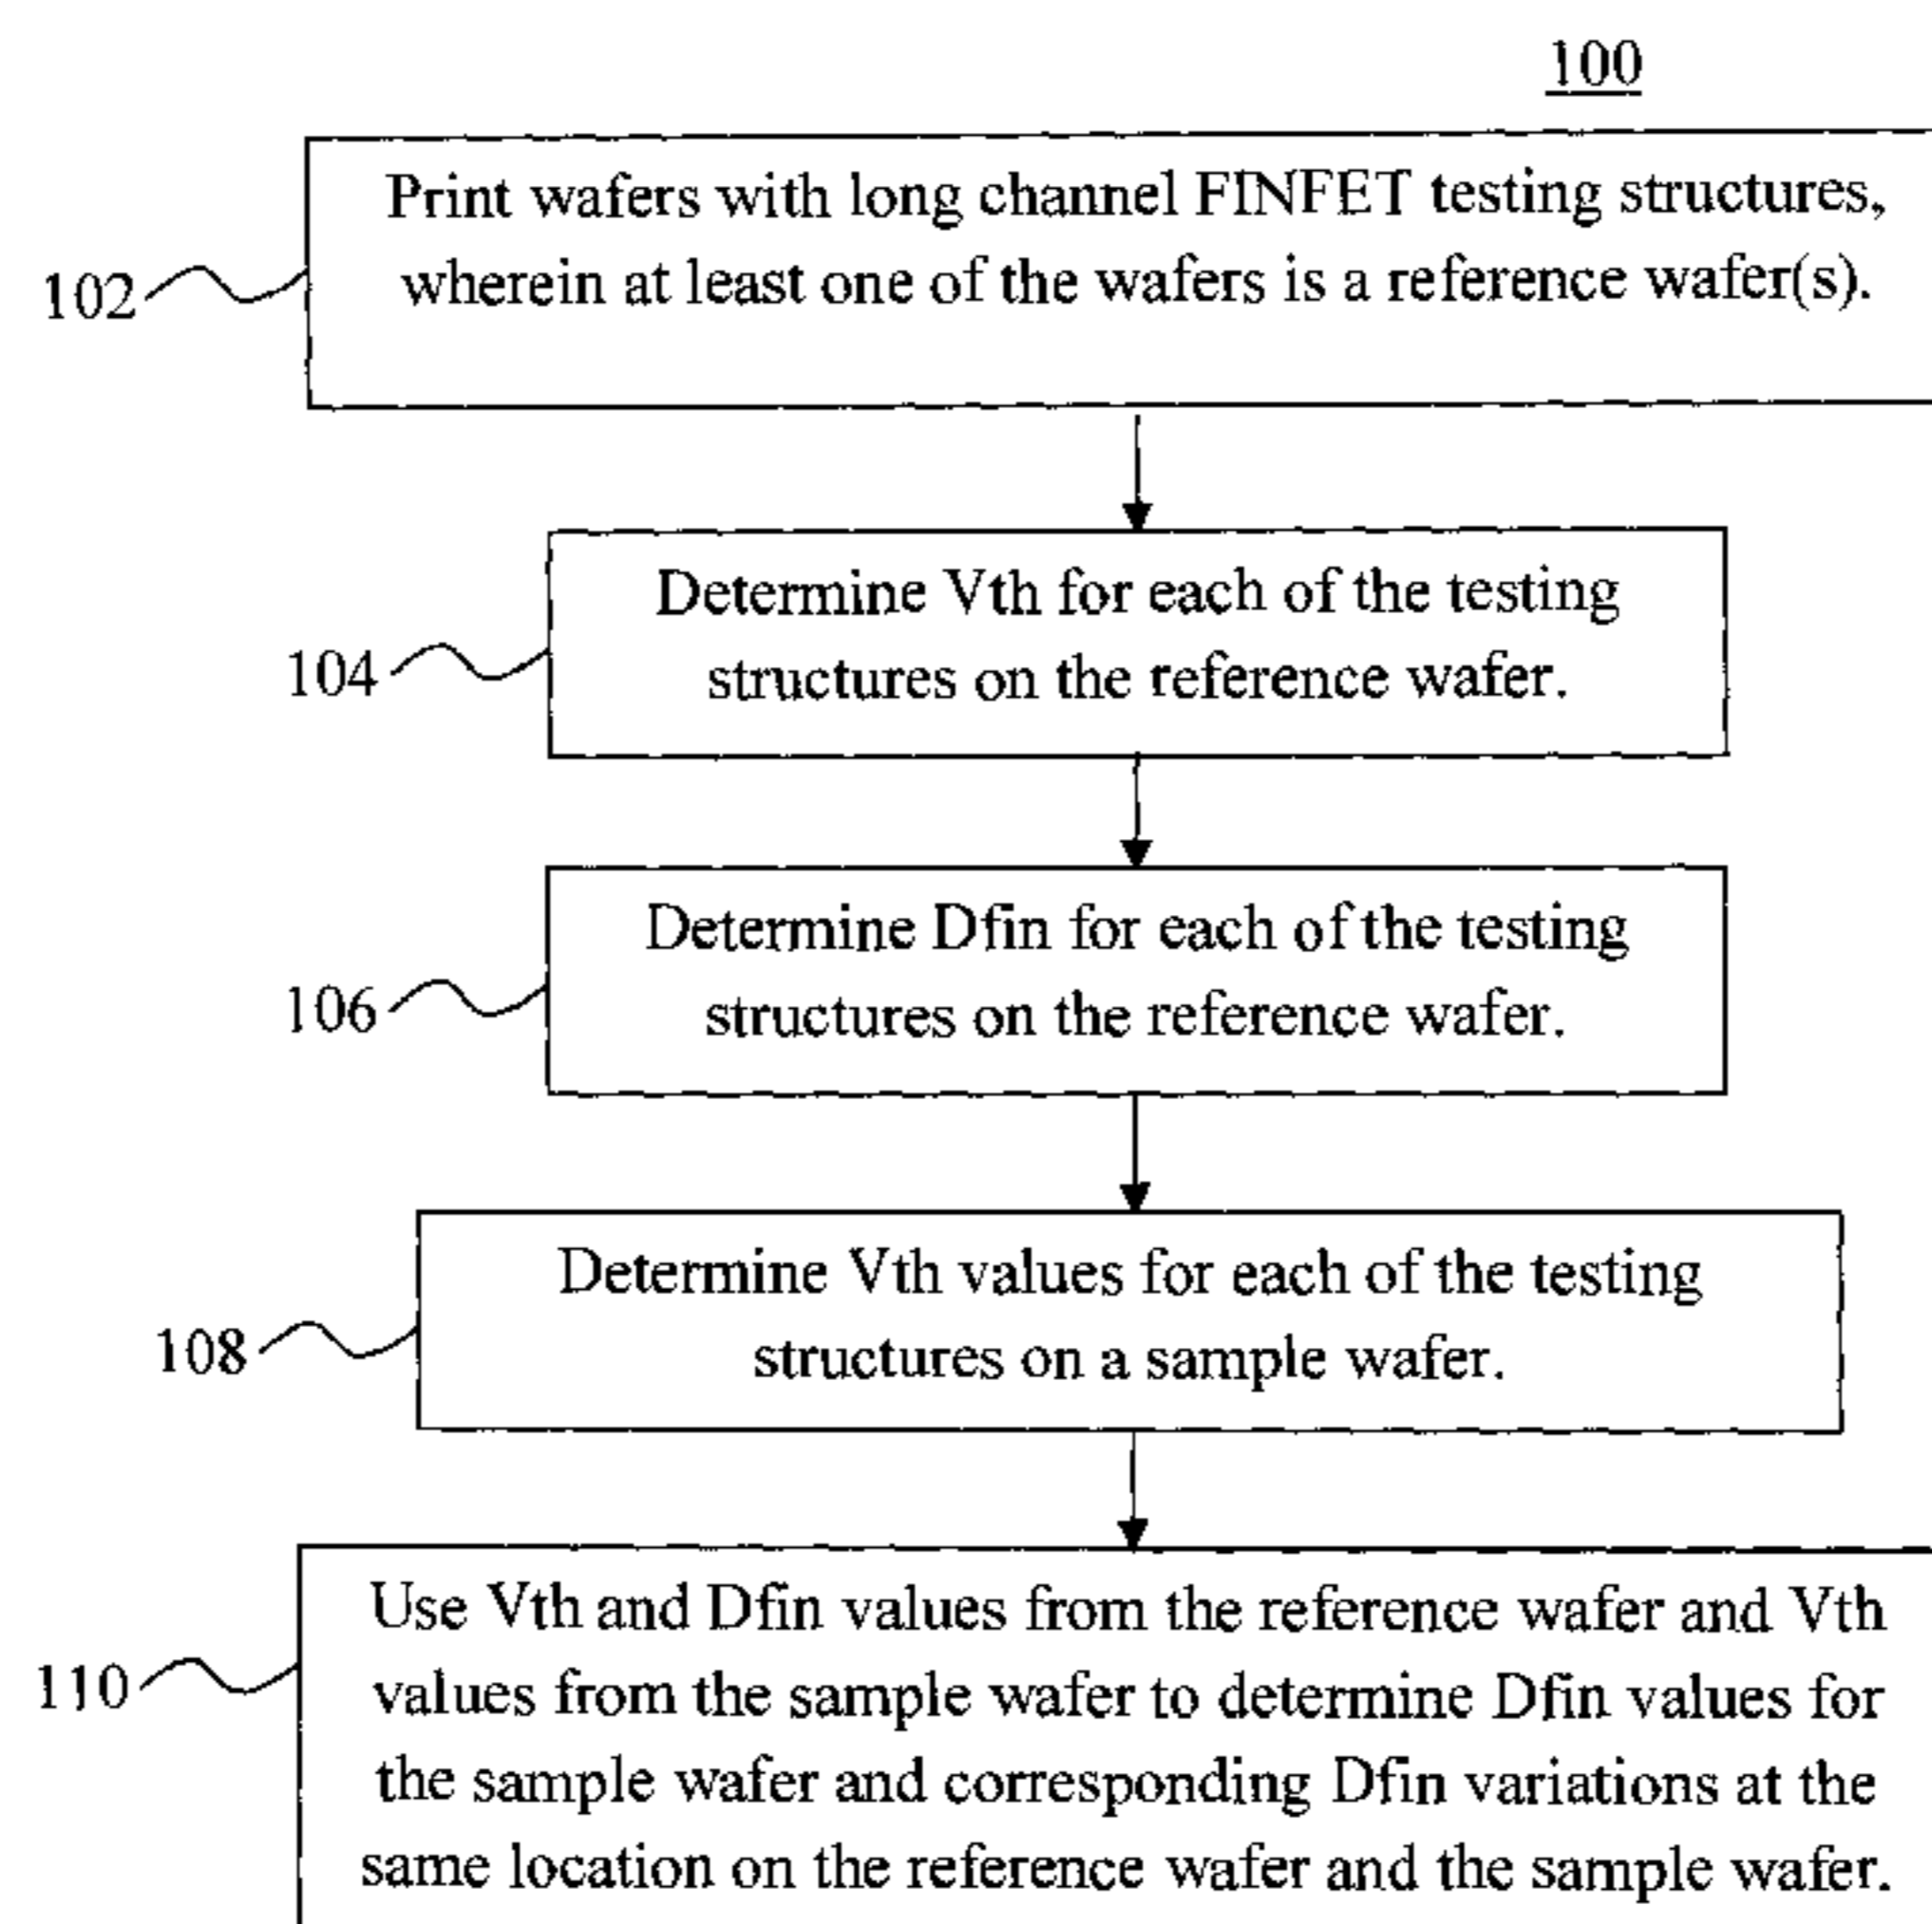 100
Print wafers with long channel FINFET testing structures,
wherein at least one of the wafers is a reference wafer(s).
102
Determine Vth for each of the testing
structures on the reference wafer.
104
Determine Dfin for each of the testing
structures on the reference wafer.
106
Determine Vth values for each of the testing
structures on a sample wafer.
108
Use Vth and Dfin values from the reference wafer and Vth
values from the sample wafer to determine Dfin values for
the sample wafer and corresponding Dfin variations at the
same location on the reference wafer and the sample wafer.
110